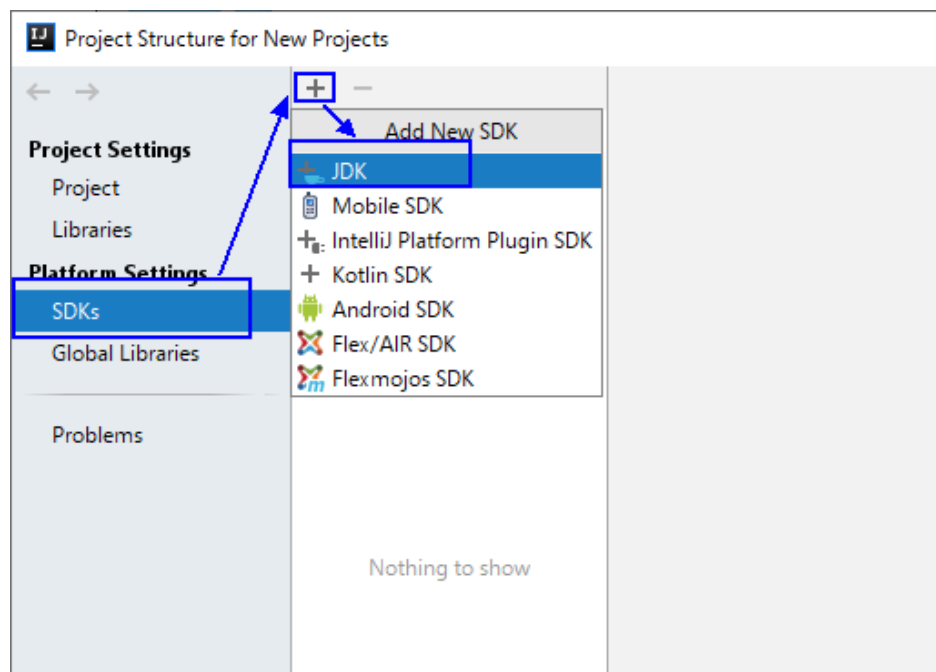 IJ Project Structure for New Projects
Project Settings
Project
Libraries
Platform Settings
SDKs
Global Libraries
Problems
Add New SDK
JDK
Mobile SDK
IntelliJ Platform Plugin SDK
Kotlin SDK
Android SDK
Flex/AIR SDK
m Flexmojos SDK
Nothing to show